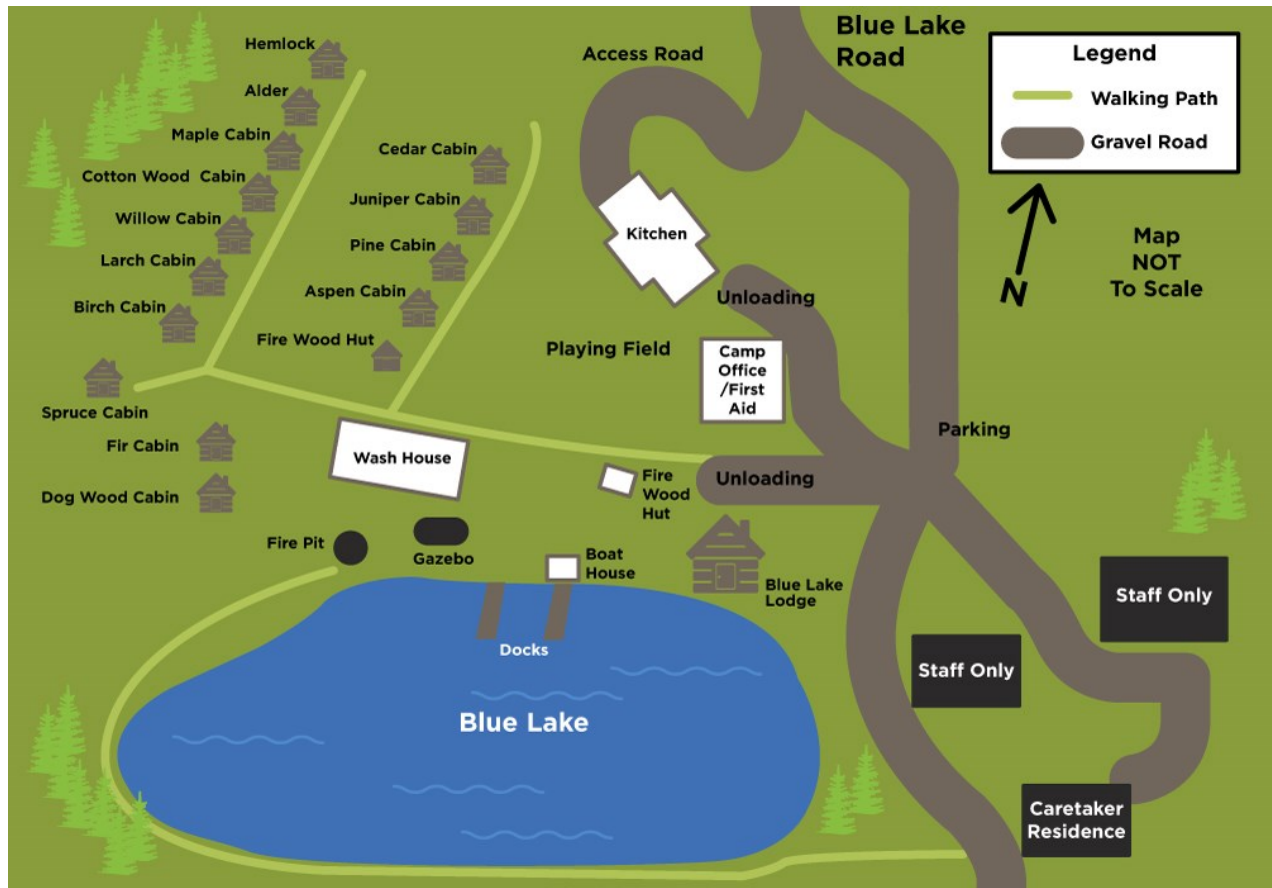 Blue Lake
Road
Access Road
Legend
Walking Path
Gravel Road
N
Map
NOT
To Scale
Hemlock
Alder
Maple Cabin
Cotton Wood Cabin
Willow Cabin
Larch Cabin
Birch Cabin
Spruce Cabin
Fir Cabin
Dog Wood Cabin
Cedar Cabin
Juniper Cabin
Pine Cabin
Aspen Cabin
Fire Wood Hut
Kitchen
Unloading
Playing Field
Camp
Office
/First
Aid
Parking
Wash House
Fire
Wood
Hut
Unloading
Fire Pit
Gazebo
Boat
House
Blue Lake
Lodge
Docks
Staff Only
Staff Only
Blue Lake
Caretaker
Residence